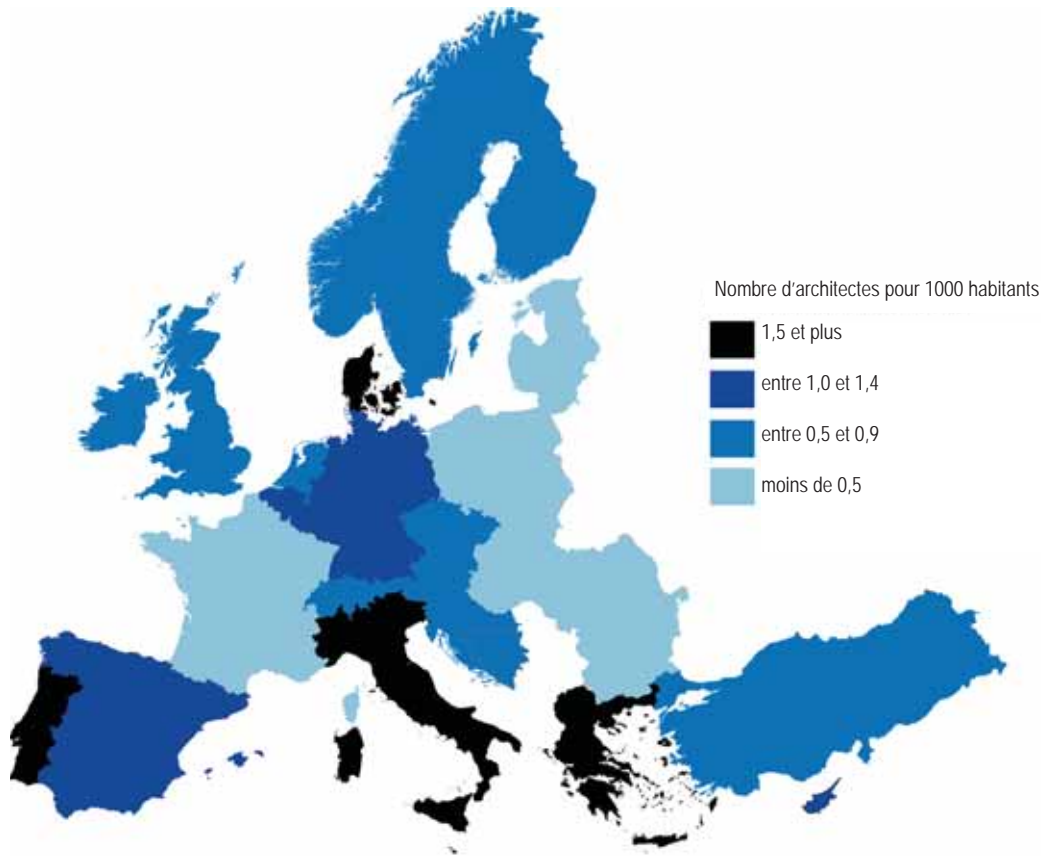 Nombre d'architectes pour 1000 habitants
1,5 et plus
entre 1,0 et 1,4
entre 0,5 et 0,9
moins de 0,5